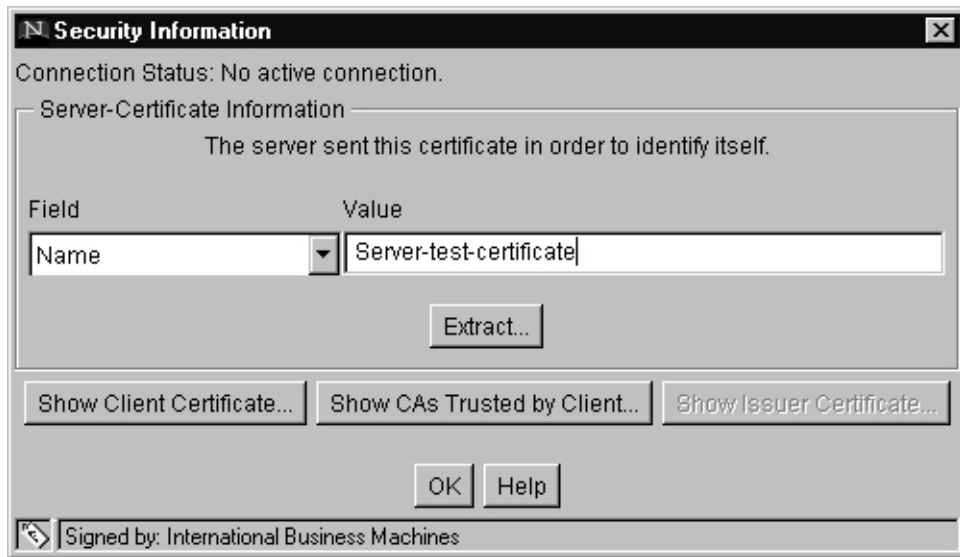 N Security Information
Connection Status: No active connection.
Server-Certificate Information
The server sent this certificate in order to identify itself.
Field Value
Name Server-test-certificate
Extract...
Show Client Certificate... Show CAs Trusted by Client... Show Issuer Certificate...
OK Help
Signed by: International Business Machines